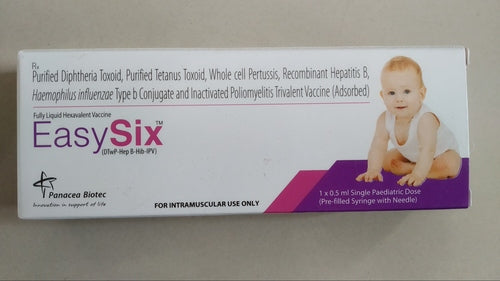 Rx
Purified Diphtheria Toxoid, Purified Tetanus Toxoid, Whole cell Pertussis, Recombinant Hepatitis B,
Haemophilus influenzae Type b Conjugate and Inactivated Poliomyelitis Trivalent Vaccine (Adsorbed)
Fully Liquid Hexavalent Vaccine
EasySix™
(DTwP-Hep B-Hib-IPV)
Panacea Biotec
Innovation in support of life
FOR INTRAMUSCULAR USE ONLY
1 x 0.5 ml Single Paediatric Dose
(Pre-filled Syringe with Needle)